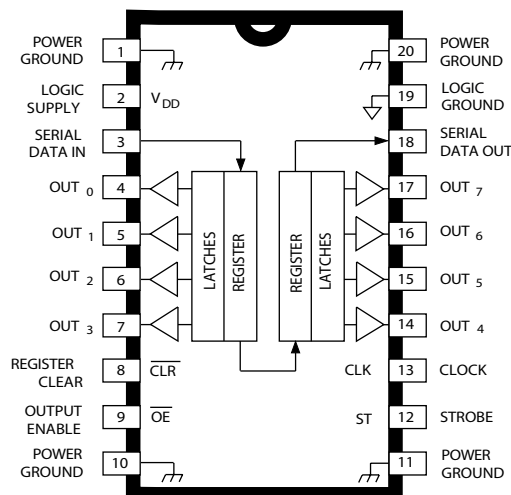 POWER
GROUND
1
20
POWER
GROUND
LOGIC
SUPPLY
2
VDD
19
LOGIC
GROUND
SERIAL
DATA IN
3
18
SERIAL
DATA OUT
OUT 0
4
17
OUT 7
OUT 1
5
16
OUT 6
OUT 2
6
15
OUT 5
OUT 3
7
14
OUT 4
LATCHES
REGISTER
REGISTER
LATCHES
REGISTER
CLEAR
8
CLR
CLK
13
CLOCK
OUTPUT
ENABLE
9
OE
ST
12
STROBE
POWER
GROUND
10
11
POWER
GROUND